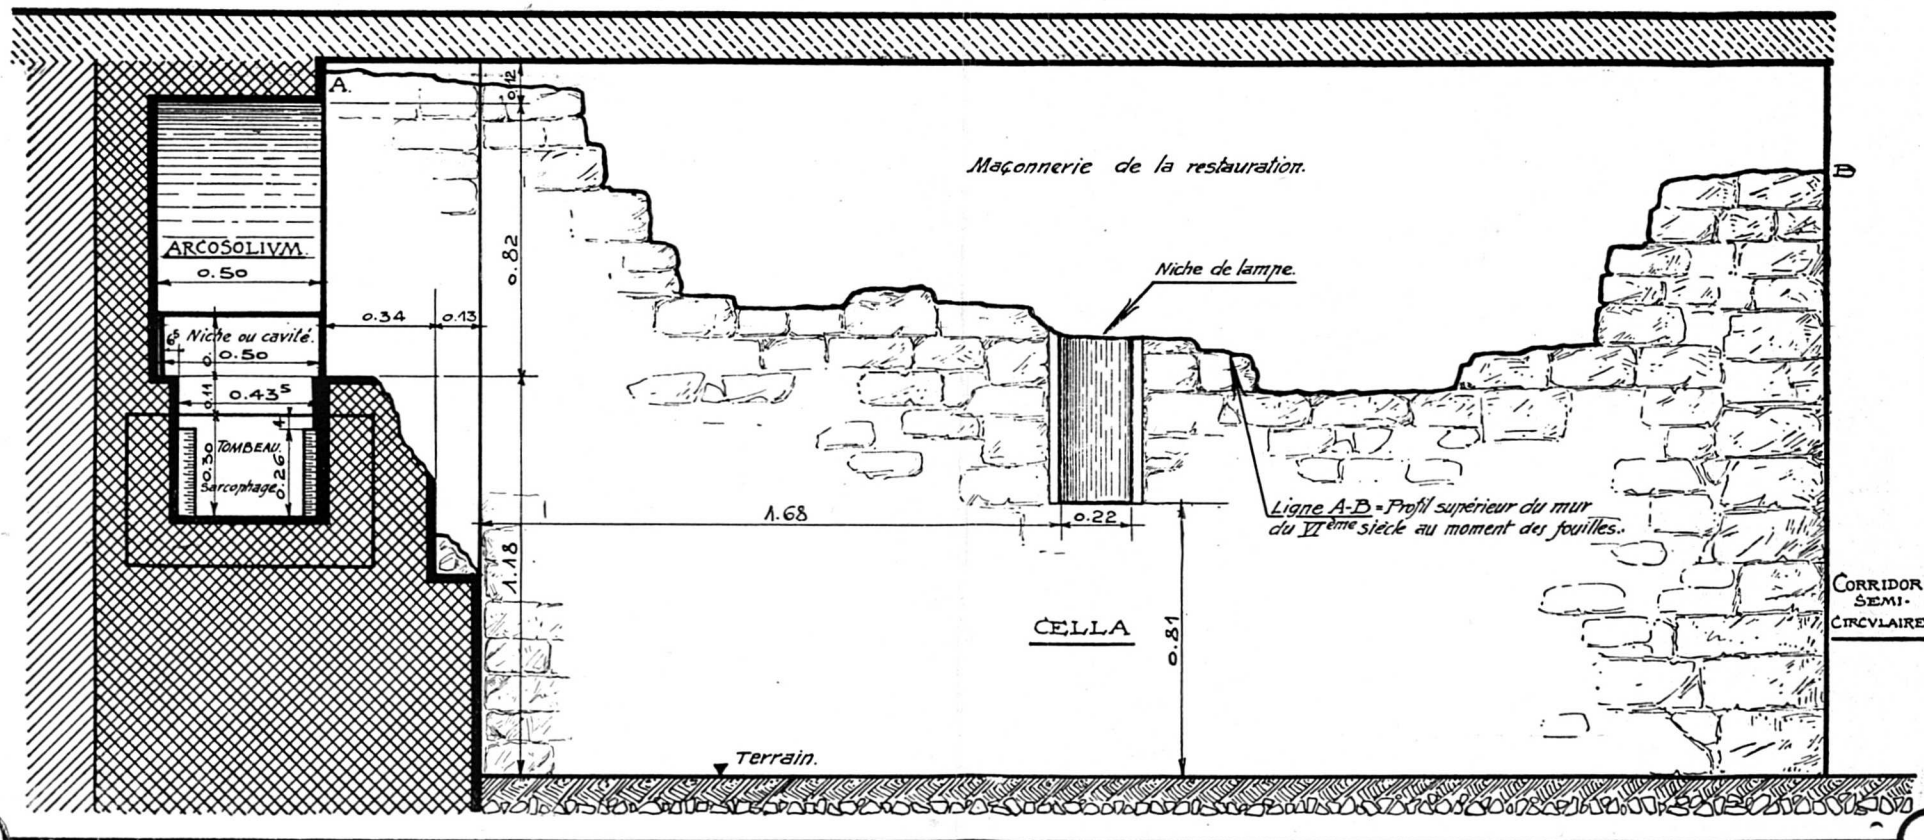 A.
0.12
Maçonnerie de la restauration.
B
ARCOSOLIVM.
0.50
0.82
Niche de lampe.
0.34
0.13
6⁵
Niche ou cavité.
0.50
0.11
0.43⁵
4
TOMBEAU.
0.30
0.26
Sarcophage.
1.68
0.22
Ligne A-B = Profil supérieur du mur
du VIème siècle au moment des fouilles.
1.18
0.81
CELLA
CORRIDOR
SEMI-
CIRCVLAIRE
Terrain.